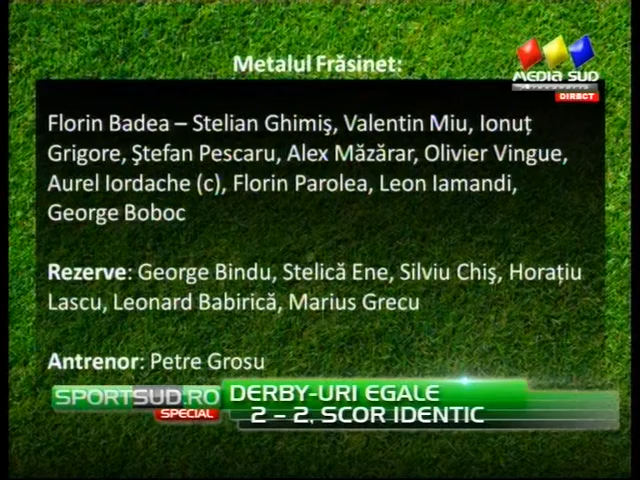 Metalul Frăsinet:
MEDIA SUD
DIRECT
Florin Badea – Stelian Ghimiş, Valentin Miu, Ionuț
Grigore, Ştefan Pescaru, Alex Măzărar, Olivier Vingue,
Aurel Iordache (c), Florin Parolea, Leon Iamandi,
George Boboc
Rezerve: George Bindu, Stelică Ene, Silviu Chiş, Horațiu
Lascu, Leonard Babirică, Marius Grecu
Antrenor: Petre Grosu
SPORTSUD.RO
SPECIAL
DERBY-URI EGALE
2 – 2, SCOR IDENTIC